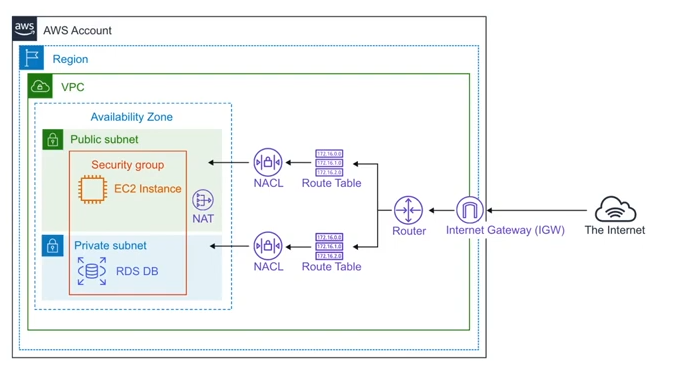 aws
AWS Account
Region
VPC
Availability Zone
Public subnet
Security group
EC2 Instance
NAT
NACL
172.16.0.0
172.16.1.0
172.16.2.0
Route Table
Private subnet
RDS DB
NACL
172.16.0.0
172.16.1.0
172.16.2.0
Route Table
Router
Internet Gateway (IGW)
The Internet